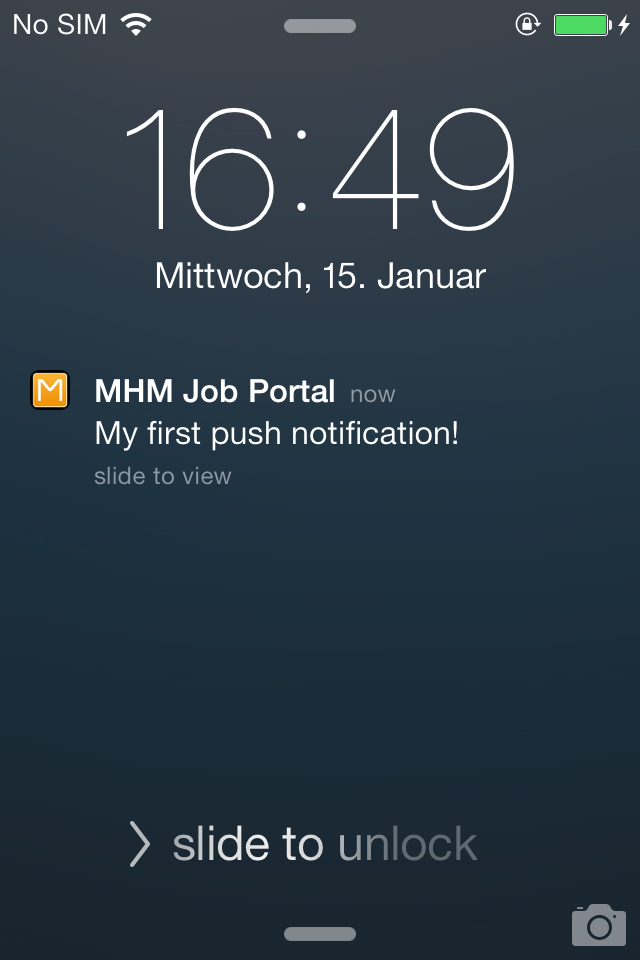 No SIM
16:49
Mittwoch, 15. Januar
M
MHM Job Portal now
My first push notification!
slide to view
slide to unlock